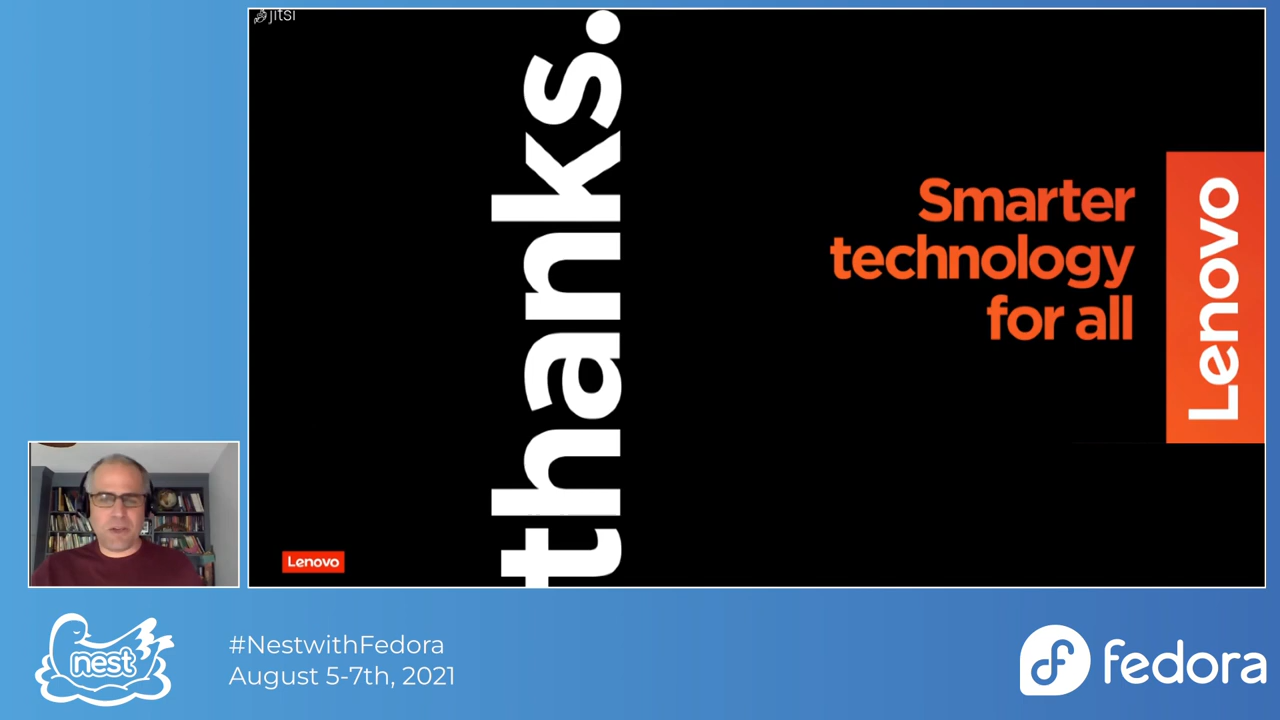 jitsi
thanks.
Smarter
technology
for all
Lenovo
Lenovo
nest
#NestwithFedora
August 5-7th, 2021
fedora